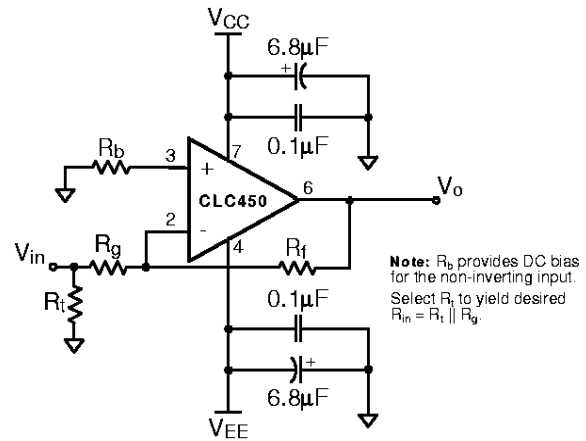 VCC
6.8µF
+
0.1µF
Rb
3
+
7
CLC450
6
Vo
2
-
4
Vin
Rg
Rf
Rt
Note: Rb provides DC bias
for the non-inverting input.
Select Rt to yield desired
Rin = Rt || Rg.
0.1µF
+
6.8µF
VEE